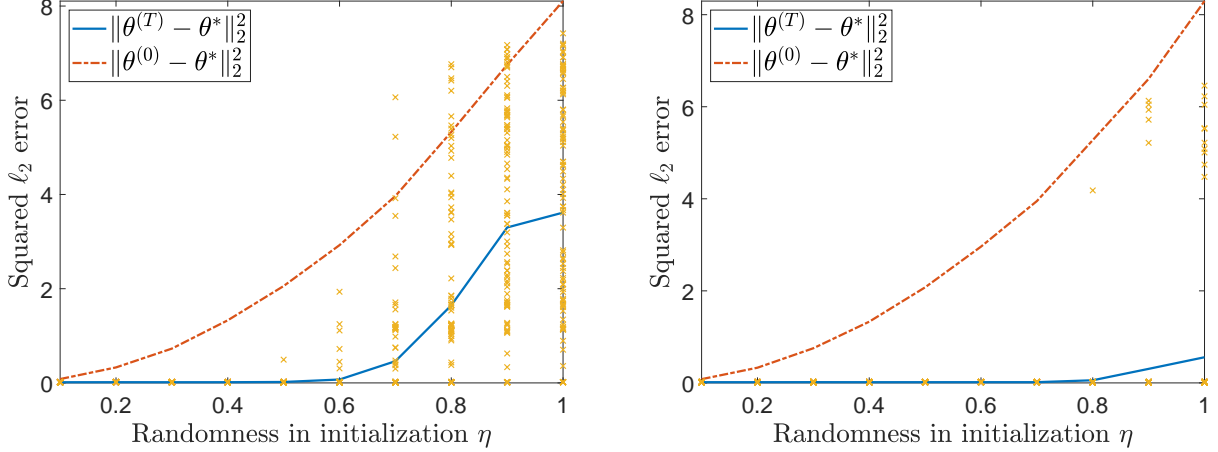 ‖θ^(T) − θ*‖₂²
‖θ^(0) − θ*‖₂²
Squared ℓ₂ error
8
6
4
2
0
0.2 0.4 0.6 0.8 1
Randomness in initialization η
‖θ^(T) − θ*‖₂²
‖θ^(0) − θ*‖₂²
Squared ℓ₂ error
8
6
4
2
0
0.2 0.4 0.6 0.8 1
Randomness in initialization η